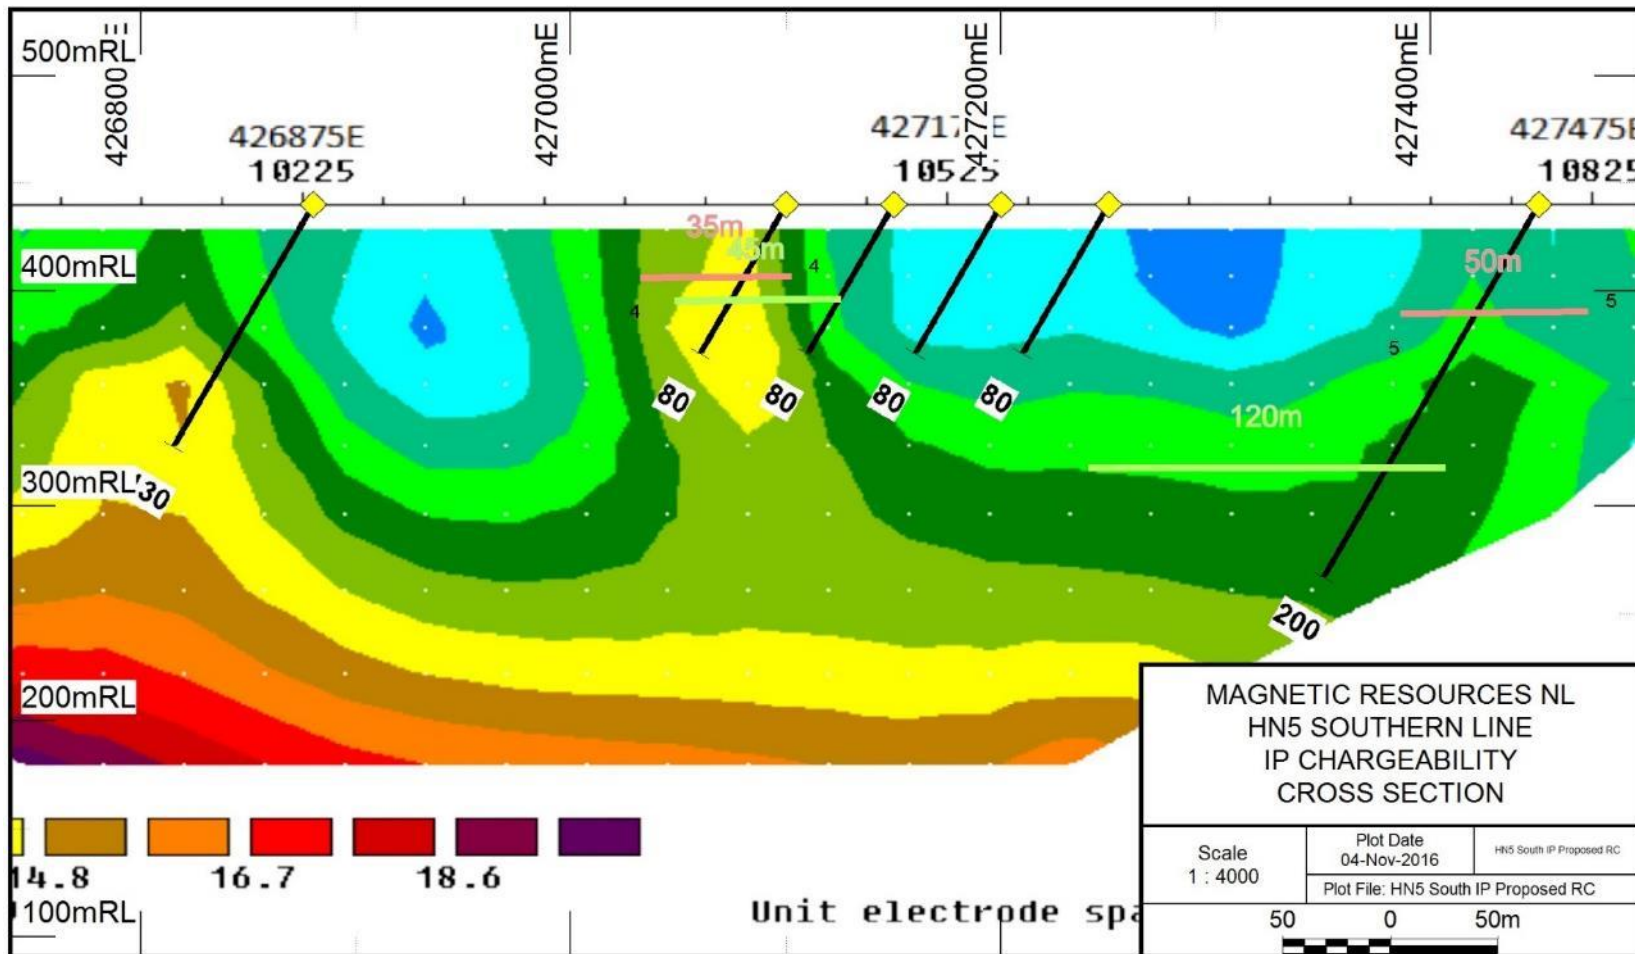 500mRL
426800
427000mE
427200mE
427400mE
426875E
10225
10525
427475E
10825
35m
45m
4
50m
400mRL
4
5
5
80
80
80
80
120m
300mRL
200
200mRL
14.8
16.7
18.6
100mRL
Unit electrode
MAGNETIC RESOURCES NL
HN5 SOUTHERN LINE
IP CHARGEABILITY
CROSS SECTION
Scale
1 : 4000
Plot Date
04-Nov-2016
HN5 South IP Proposed RC
Plot File: HN5 South IP Proposed RC
50 0 50m